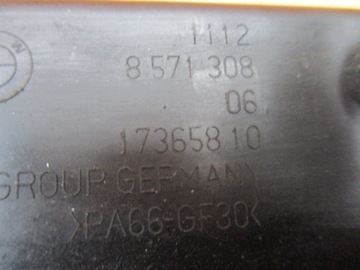 1112
8 571 308
06
17365810
GROUP GERMANY
>PA66-GF30<